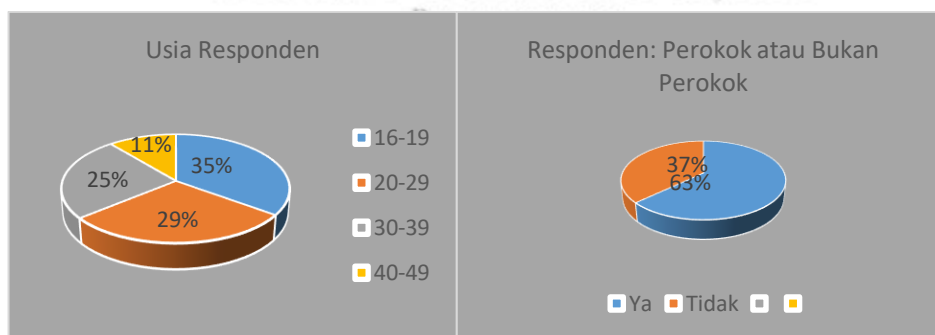 Usia Responden
11%
35%
25%
29%
16-19
20-29
30-39
40-49
Responden: Perokok atau Bukan
Perokok
37%
63%
Ya Tidak